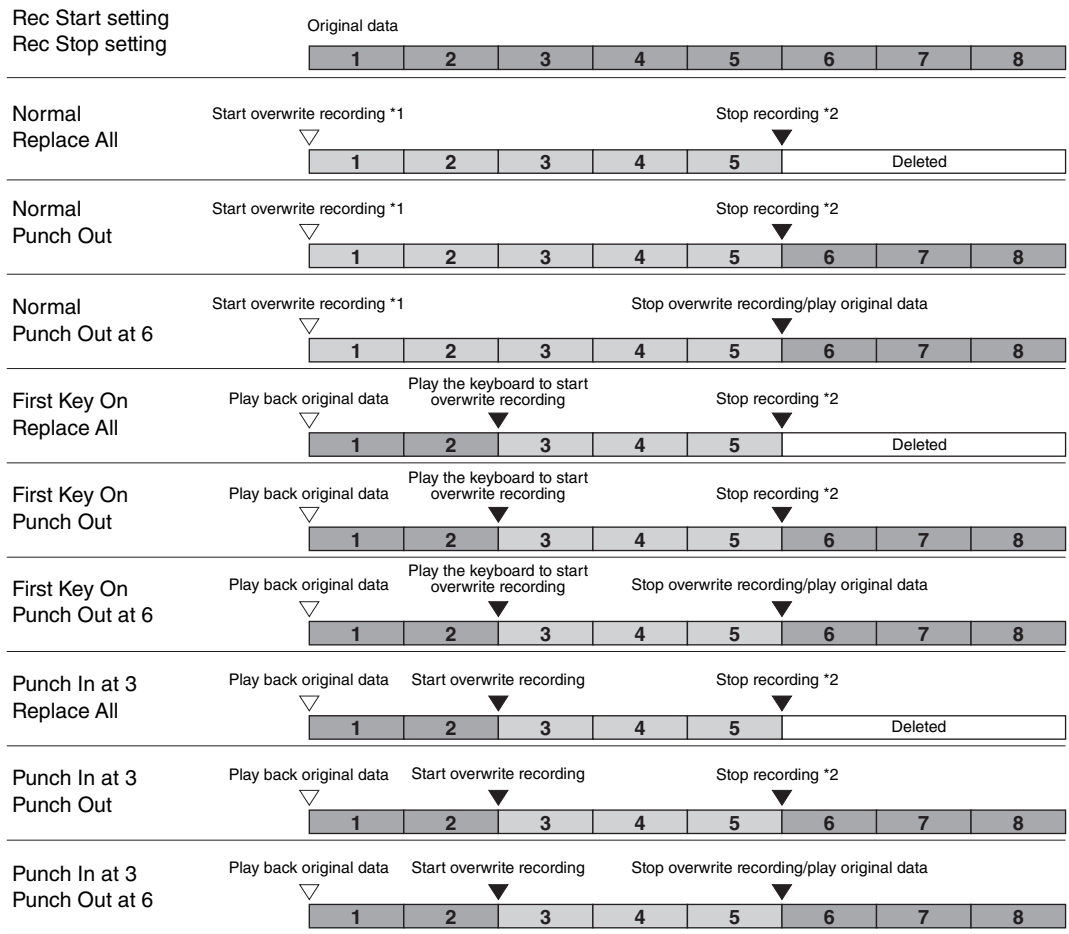 Rec Start setting
Rec Stop setting
Original data
1 2 3 4 5 6 7 8
Normal
Replace All
Start overwrite recording *1
Stop recording *2
1 2 3 4 5 Deleted
Normal
Punch Out
Start overwrite recording *1
Stop recording *2
1 2 3 4 5 6 7 8
Normal
Punch Out at 6
Start overwrite recording *1
Stop overwrite recording/play original data
1 2 3 4 5 6 7 8
First Key On
Replace All
Play back original data
Play the keyboard to start
overwrite recording
Stop recording *2
1 2 3 4 5 Deleted
First Key On
Punch Out
Play back original data
Play the keyboard to start
overwrite recording
Stop recording *2
1 2 3 4 5 6 7 8
First Key On
Punch Out at 6
Play back original data
Play the keyboard to start
overwrite recording
Stop overwrite recording/play original data
1 2 3 4 5 6 7 8
Punch In at 3
Replace All
Play back original data
Start overwrite recording
Stop recording *2
1 2 3 4 5 Deleted
Punch In at 3
Punch Out
Play back original data
Start overwrite recording
Stop recording *2
1 2 3 4 5 6 7 8
Punch In at 3
Punch Out at 6
Play back original data
Start overwrite recording
Stop overwrite recording/play original data
1 2 3 4 5 6 7 8